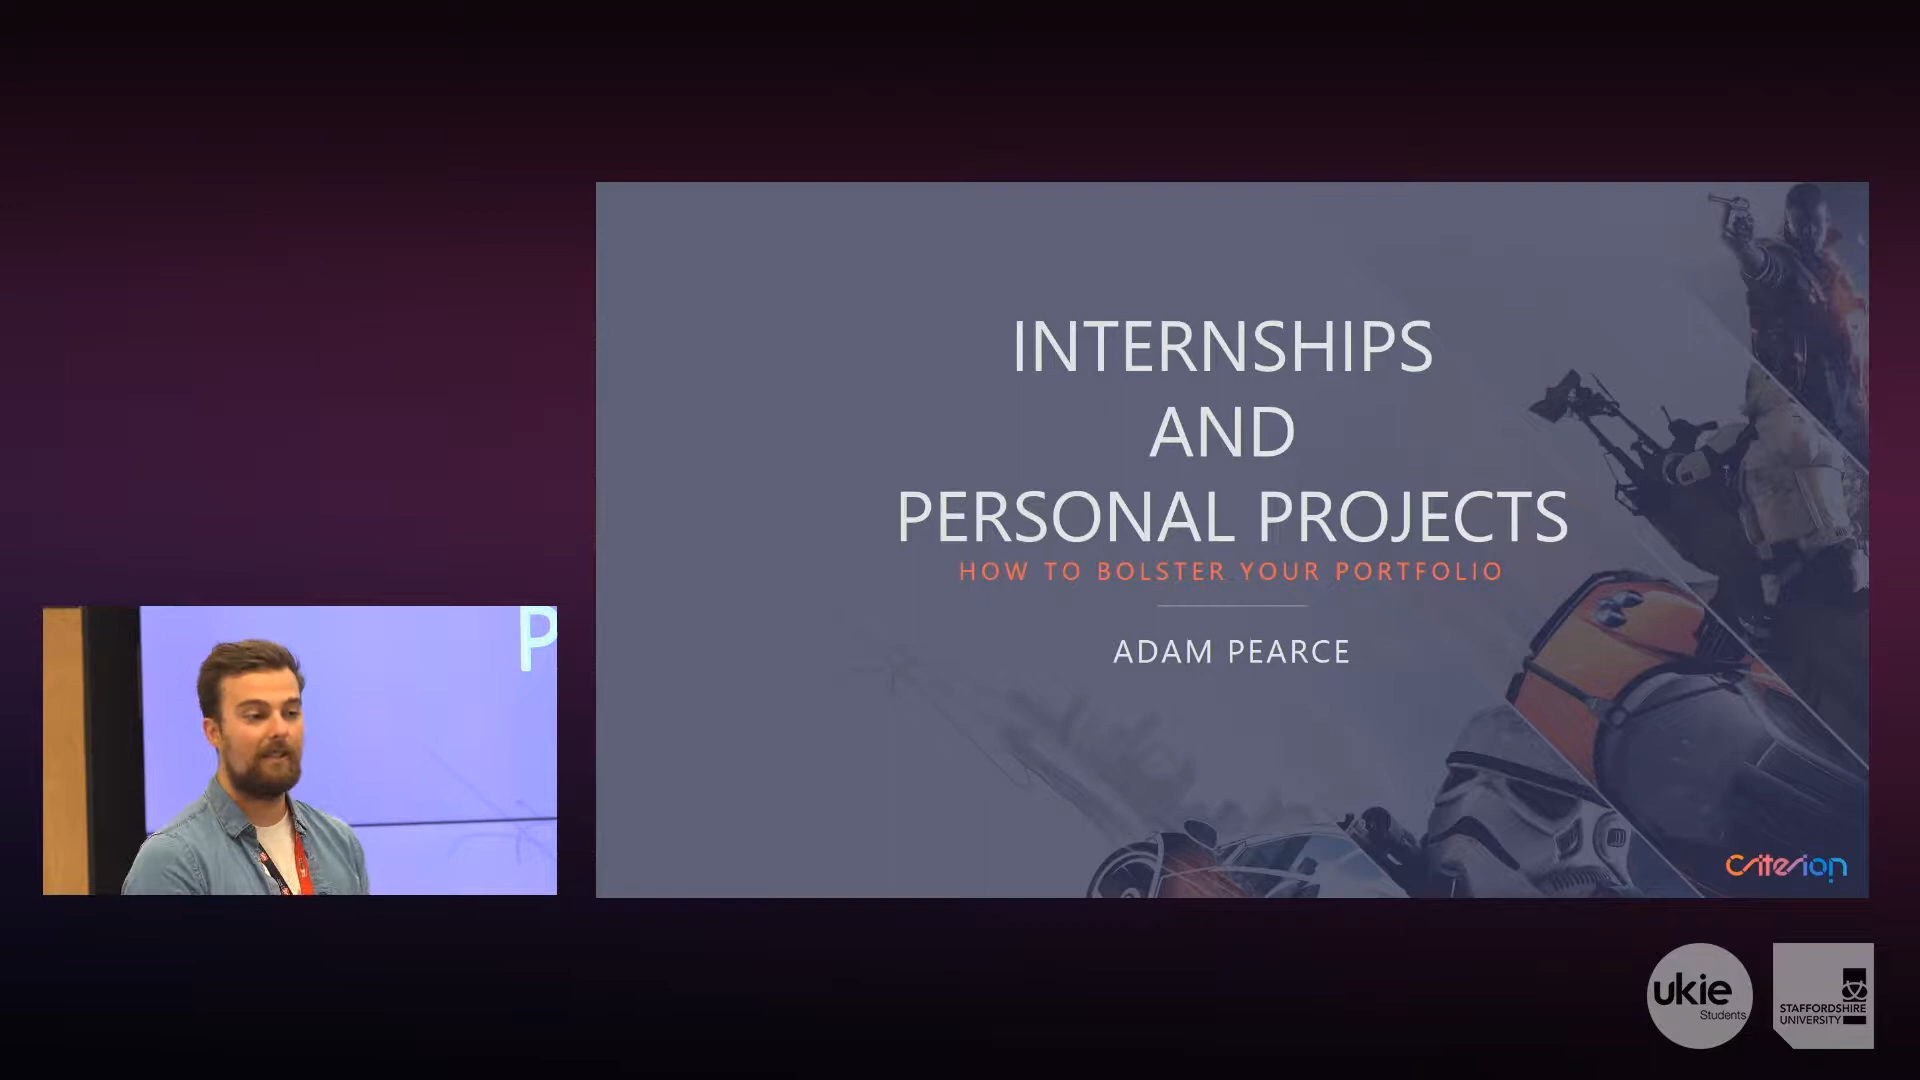 INTERNSHIPS
AND
PERSONAL PROJECTS
HOW TO BOLSTER YOUR PORTFOLIO
ADAM PEARCE
P
criterion
ukie
Students
STAFFORDSHIRE
UNIVERSITY